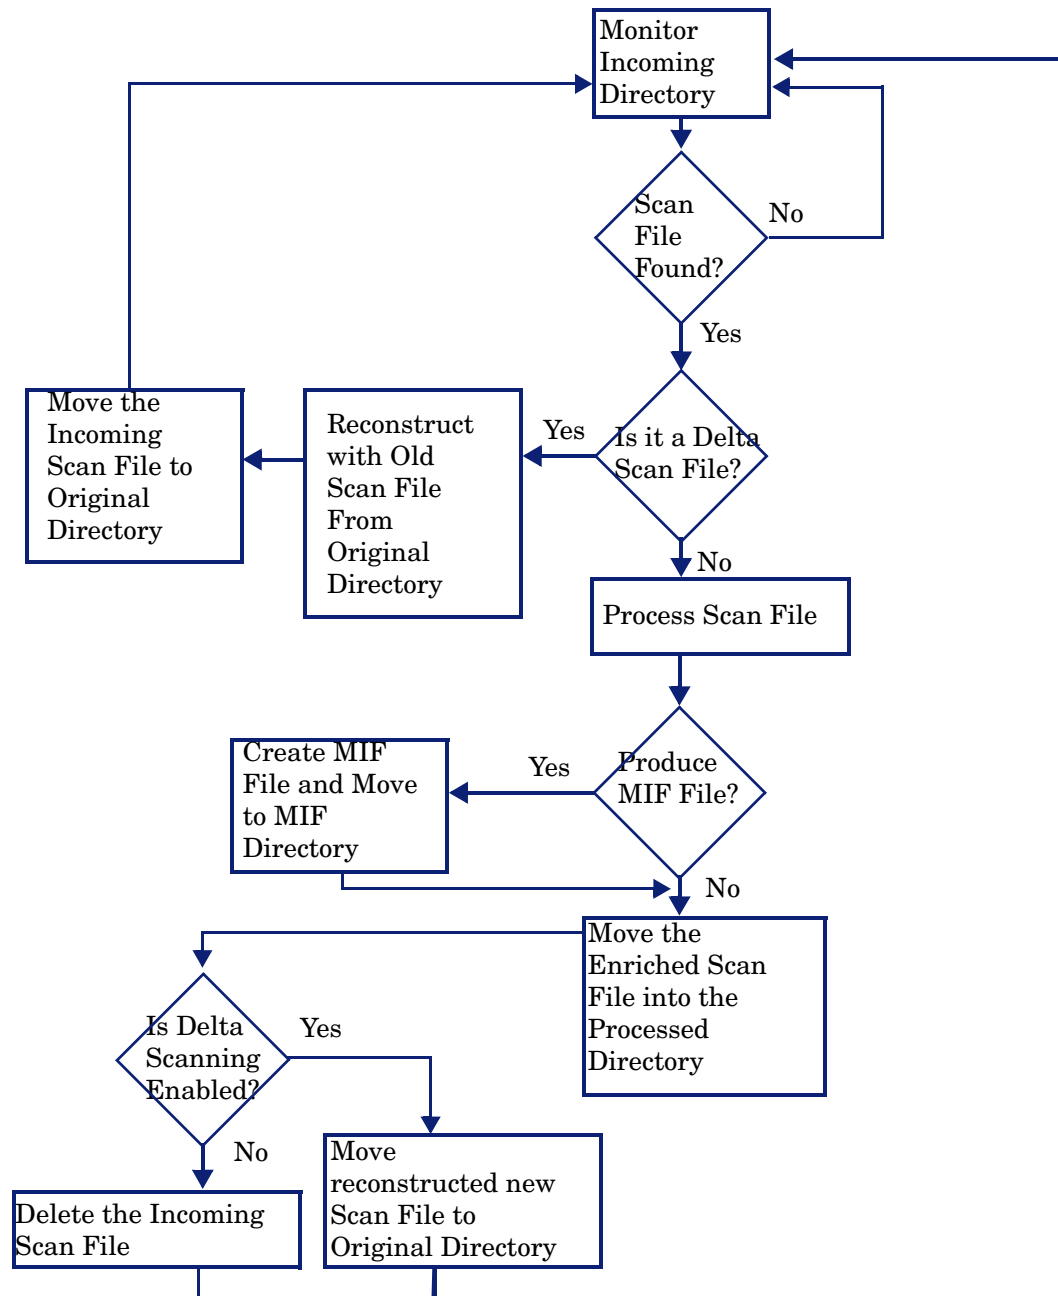 Monitor
Incoming
Directory
Scan
File
Found?
No
Yes
Is it a Delta
Scan File?
Yes
Reconstruct
with Old
Scan File
From
Original
Directory
Move the
Incoming
Scan File to
Original
Directory
No
Process Scan File
Produce
MIF File?
Yes
Create MIF
File and Move
to MIF
Directory
No
Move the
Enriched Scan
File into the
Processed
Directory
Is Delta
Scanning
Enabled?
Yes
No
Move
reconstructed new
Scan File to
Original Directory
Delete the Incoming
Scan File